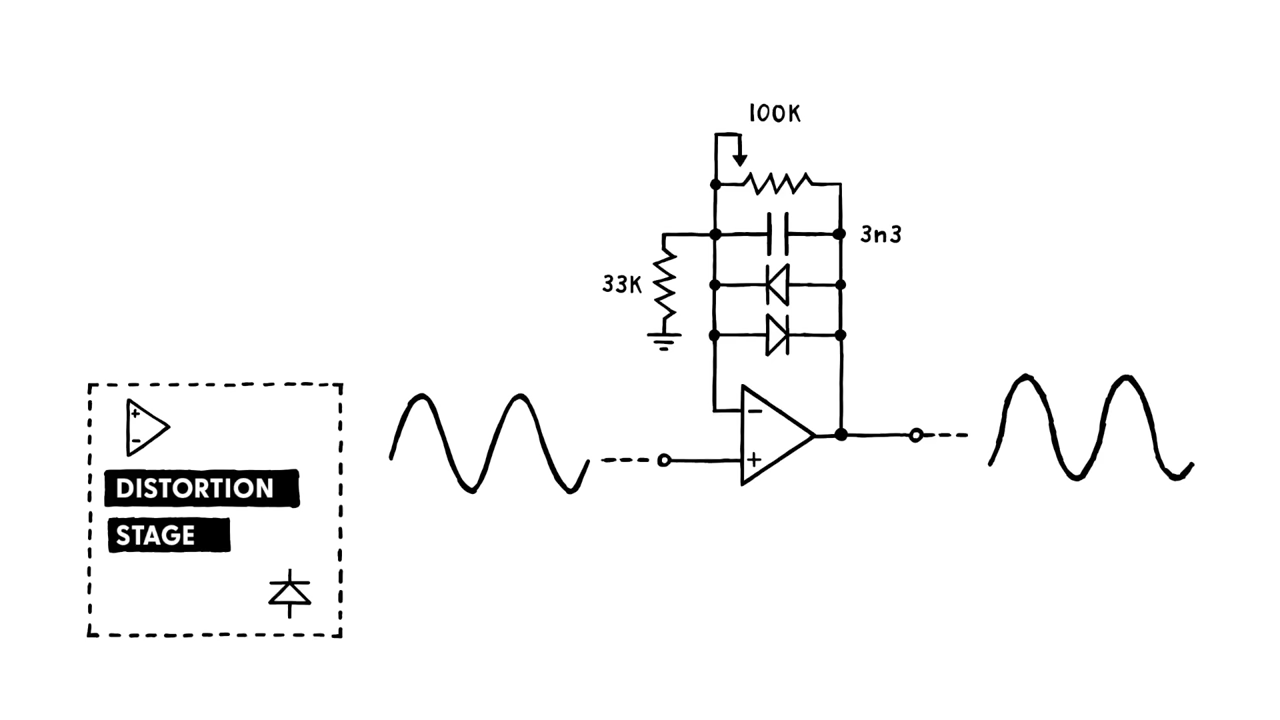 100K
3n3
33K
-
+
+
-
DISTORTION
STAGE